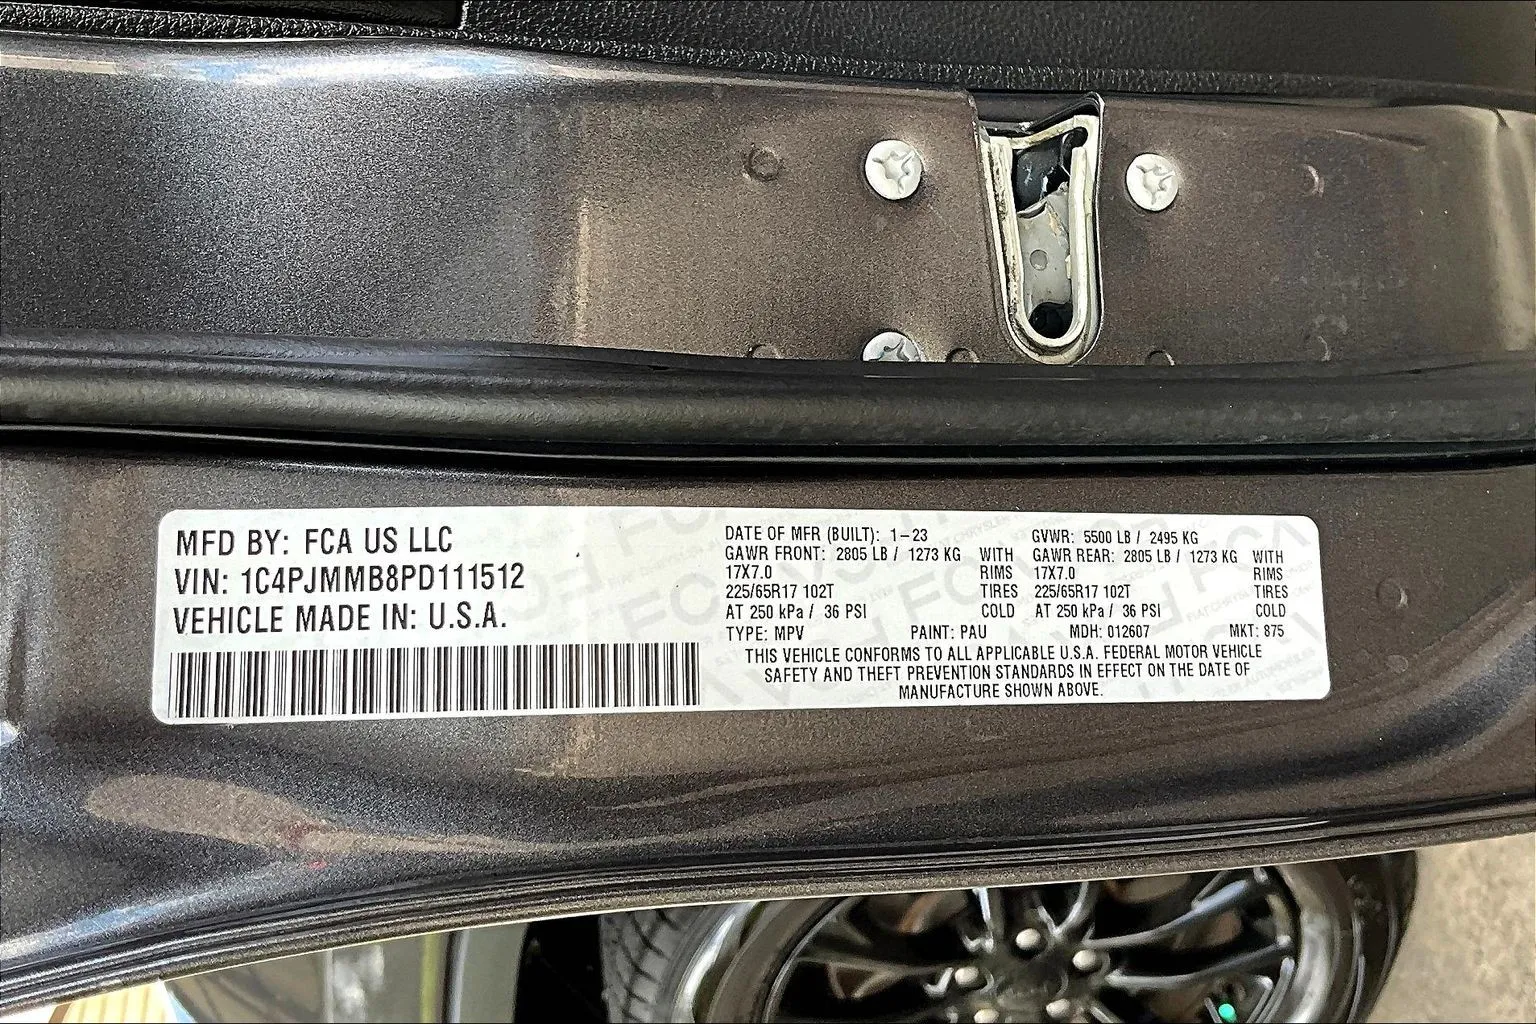 MFD BY: FCA US LLC
VIN: 1C4PJMMB8PD111512
VEHICLE MADE IN: U.S.A.
DATE OF MFR (BUILT): 1-23 GVWR: 5500 LB / 2495 KG
GAWR FRONT: 2805 LB / 1273 KG WITH GAWR REAR: 2805 LB / 1273 KG WITH
17X7.0 RIMS 17X7.0 RIMS
225/65R17 102T TIRES 225/65R17 102T TIRES
AT 250 kPa / 36 PSI COLD AT 250 kPa / 36 PSI COLD
TYPE: MPV PAINT: PAU MDH: 012607 MKT: 875
THIS VEHICLE CONFORMS TO ALL APPLICABLE U.S.A. FEDERAL MOTOR VEHICLE
SAFETY AND THEFT PREVENTION STANDARDS IN EFFECT ON THE DATE OF
MANUFACTURE SHOWN ABOVE.